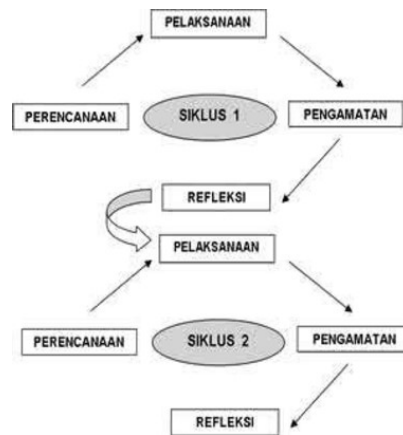 PELAKSANAAN
PERENCANAAN
SIKLUS 1
PENGAMATAN
REFLEKSI
PELAKSANAAN
PERENCANAAN
SIKLUS 2
PENGAMATAN
REFLEKSI